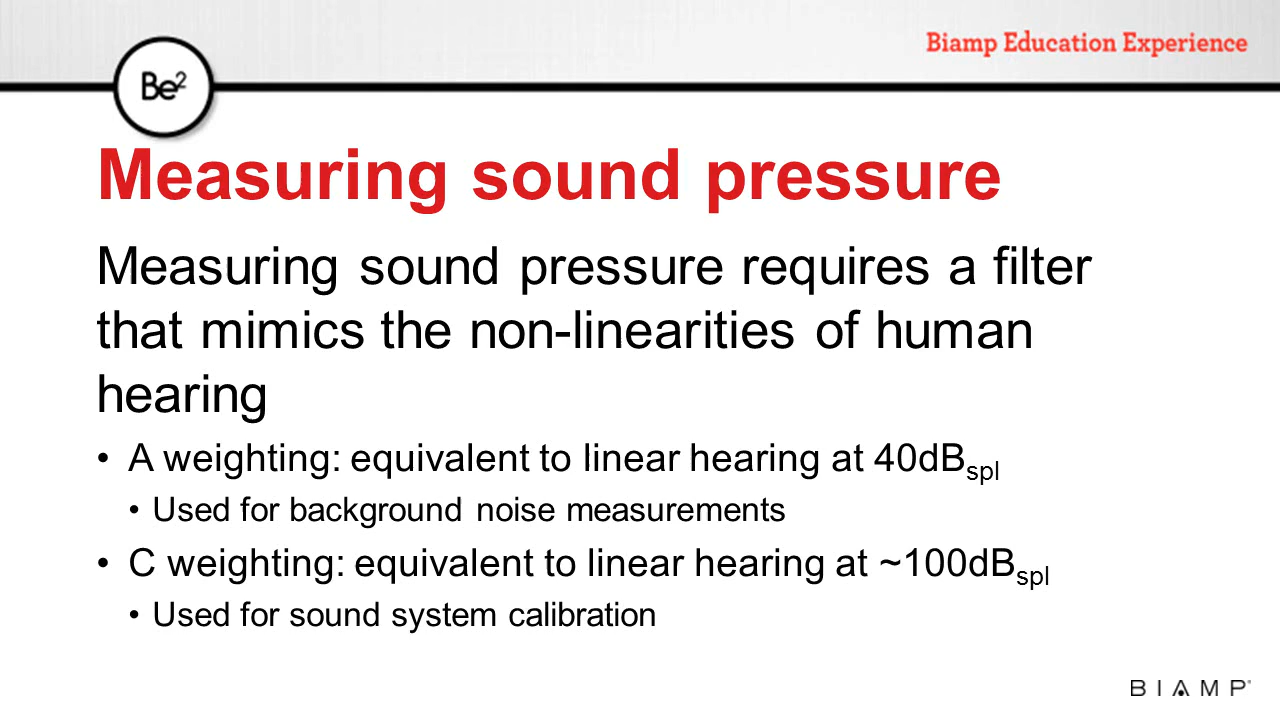 Biamp Education Experience
Be²
Measuring sound pressure
Measuring sound pressure requires a filter
that mimics the non-linearities of human
hearing
• A weighting: equivalent to linear hearing at 40dBspl
• Used for background noise measurements
• C weighting: equivalent to linear hearing at ~100dBspl
• Used for sound system calibration
BIAMP